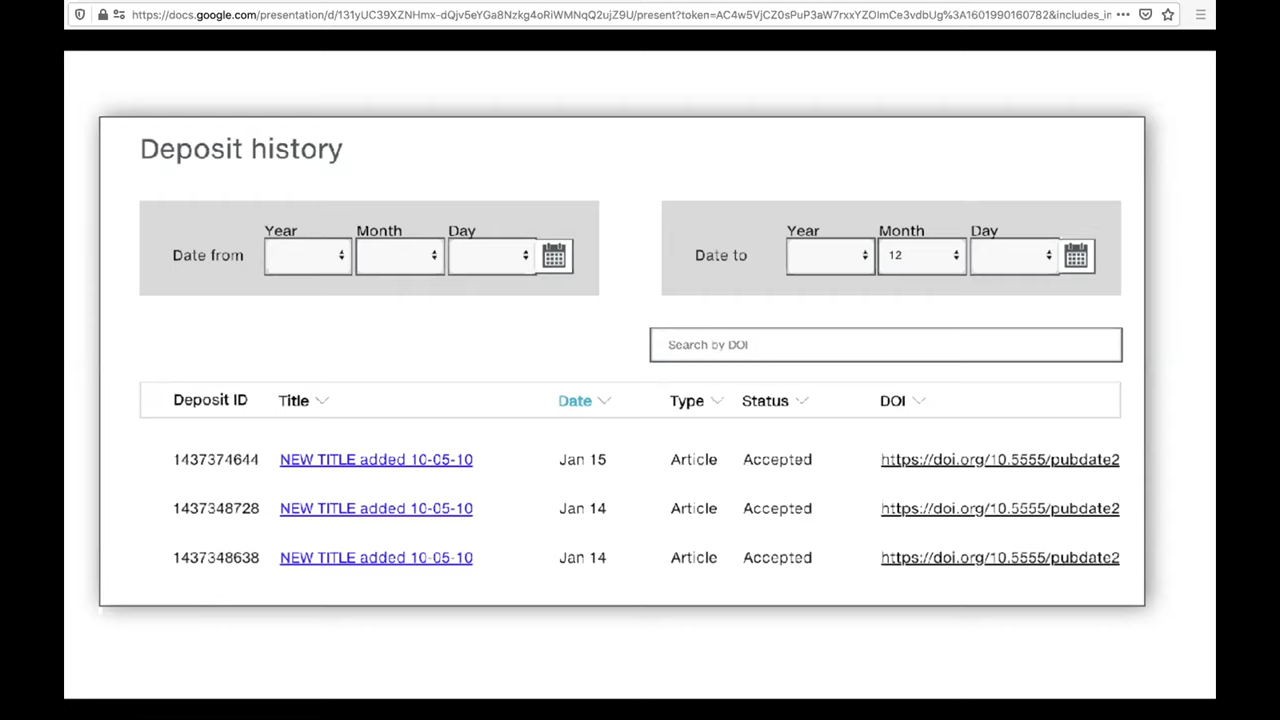 https://docs.google.com/presentation/d/131yUC39XZNHmx-dQjv5eYGa8Nzkg4oRiWMNqQ2ujZ9U/present?token=AC4w5VjCZ0sPuP3aW7rxxYZOlmCe3vdbUg%3A1601990160782&includes_in
Deposit history
Date from Year Month Day
Date to Year Month Day
12
Search by DOI
Deposit ID Title Date Type Status DOI
1437374644 NEW TITLE added 10-05-10 Jan 15 Article Accepted https://doi.org/10.5555/pubdate2
1437348728 NEW TITLE added 10-05-10 Jan 14 Article Accepted https://doi.org/10.5555/pubdate2
1437348638 NEW TITLE added 10-05-10 Jan 14 Article Accepted https://doi.org/10.5555/pubdate2